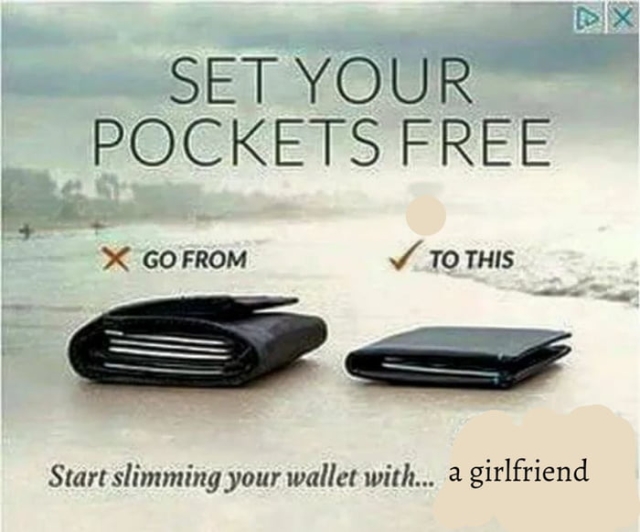 SET YOUR
POCKETS FREE
GO FROM
TO THIS
Start slimming your wallet with... a girlfriend